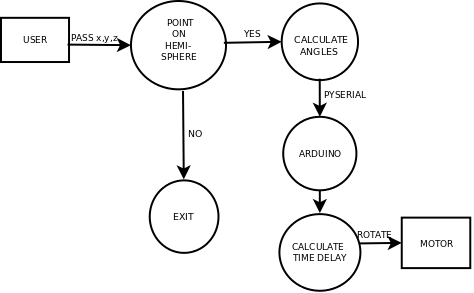 USER
PASS x,y,z
POINT
ON
HEMI-
SPHERE
YES
CALCULATE
ANGLES
PYSERIAL
NO
ARDUINO
EXIT
CALCULATE
TIME DELAY
ROTATE
MOTOR